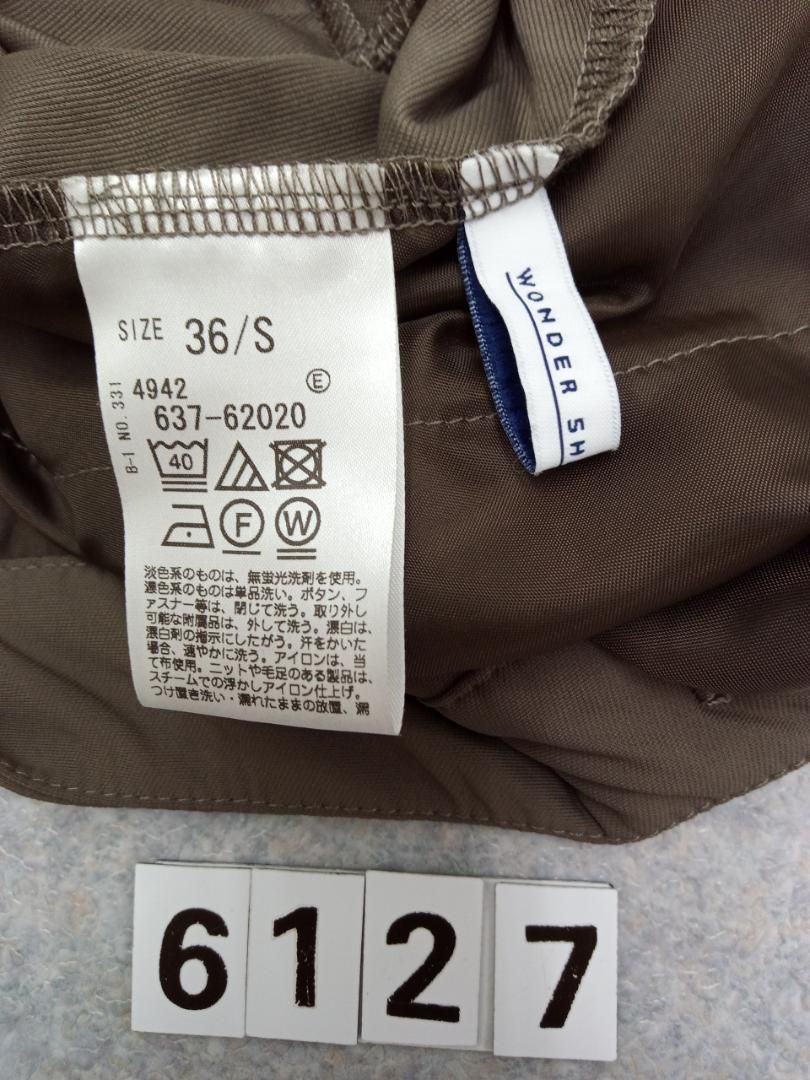 SIZE 36/S
B-1 NO. 331
4942 Ⓔ
637-62020
40
F W
淡色系のものは、無蛍光洗剤を使用。
濃色系のものは単品洗い。ボタン、フ
ァスナー等は、閉じて洗う。取り外し
可能な附属品は、外して洗う。漂白は、
漂白剤の指示にしたがう。汗をかいた
場合、速やかに洗う。アイロンは、当
て布使用。ニットや毛足のある製品は、
スチームでの浮かしアイロン仕上げ。
つけ置き洗い・濡れたままの放置、濡
WONDER SH
6127